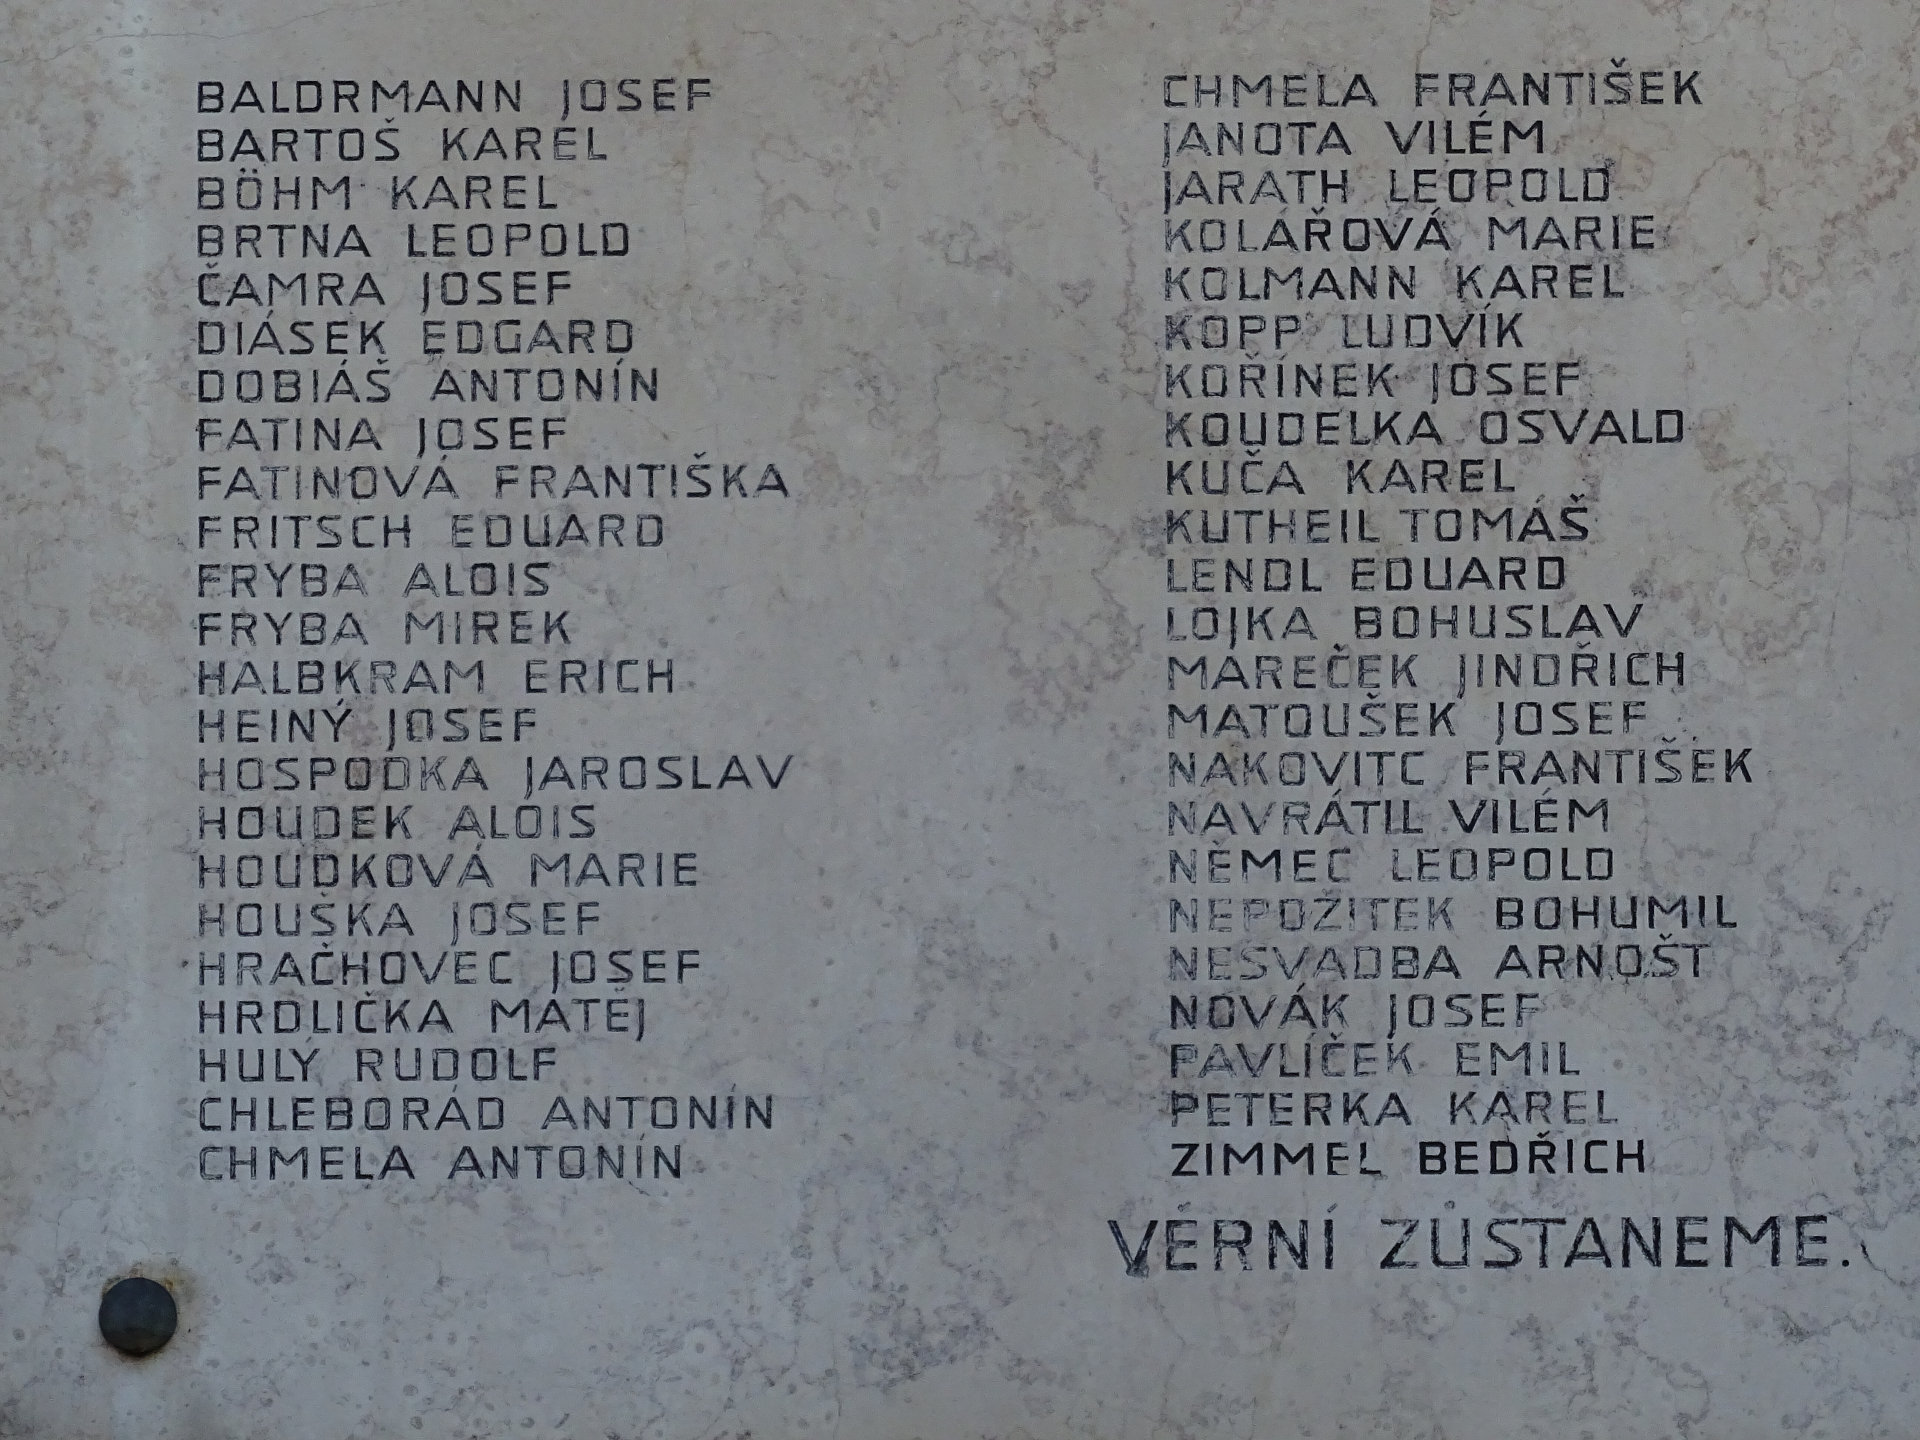 BALDRMANN JOSEF
BARTOŠ KAREL
BÖHM KAREL
BRTNA LEOPOLD
ČAMRA JOSEF
DIÁSEK EDGARD
DOBIÁŠ ANTONÍN
FATINA JOSEF
FATINOVÁ FRANTIŠKA
FRITSCH EDUARD
FRYBA ALOIS
FRYBA MIREK
HALBKRAM ERICH
HEINÝ JOSEF
HOSPODKA JAROSLAV
HOUDEK ALOIS
HOUDKOVÁ MARIE
HOUŠKA JOSEF
HRAČHOVEC JOSEF
HRDLIČKA MATĚJ
HULÝ RUDOLF
CHLEBORÁD ANTONÍN
CHMELA ANTONÍN
CHMELA FRANTIŠEK
JANOTA VILÉM
JARATH LEOPOLD
KOLÁŘOVÁ MARIE
KOLMANN KAREL
KOPP LUDVÍK
KOŘÍNEK JOSEF
KOUDELKA OSVALD
KUČA KAREL
KUTHEIL TOMÁŠ
LENDL EDUARD
LOJKA BOHUSLAV
MAREČEK JINDŘICH
MATOUŠEK JOSEF
NAKOVITC FRANTIŠEK
NAVRÁTIL VILÉM
NĚMEC LEOPOLD
NEPOŽITEK BOHUMIL
NESVADBA ARNOŠT
NOVÁK JOSEF
PAVLÍČEK EMIL
PETERKA KAREL
ZIMMEL BEDŘICH
VĚRNÍ ZŮSTANEME.